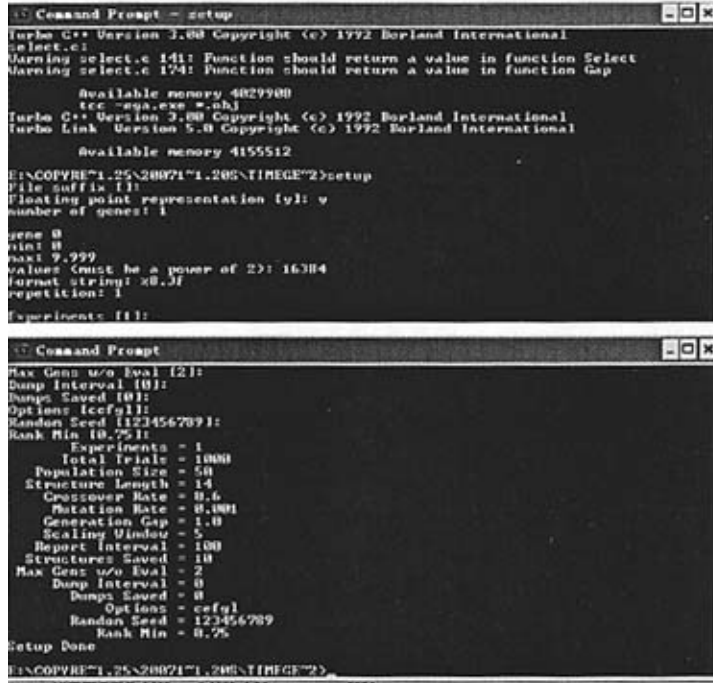 Command Prompt - setup
Turbo C++ Version 3.00 Copyright (c) 1992 Borland International
select.c:
Warning select.c 141: Function should return a value in function Select
Warning select.c 174: Function should return a value in function Gap
Available memory 4029908
tcc -ega.exe *.obj
Turbo C++ Version 3.00 Copyright (c) 1992 Borland International
Turbo Link Version 5.0 Copyright (c) 1992 Borland International
Available memory 4155512
E:\COPYRE~1.25\20071~1.20S\TIMEGE~2>setup
File suffix []:
Floating point representation [y]: y
number of genes: 1
gene 0
min: 0
max: 9.999
values (must be a power of 2): 16384
format string: %8.3f
repetition: 1
Experiments [1]:
Command Prompt
Max Gens w/o Eval [2]:
Dump Interval [0]:
Dumps Saved [0]:
Options [cefgl]:
Random Seed [123456789]:
Rank Min [0.75]:
Experiments = 1
Total Trials = 1000
Population Size = 50
Structure Length = 14
Crossover Rate = 0.6
Mutation Rate = 0.001
Generation Gap = 1.0
Scaling Window = 5
Report Interval = 100
Structures Saved = 10
Max Gens w/o Eval = 2
Dump Interval = 0
Dumps Saved = 0
Options = cefgl
Random Seed = 123456789
Rank Min = 0.75
Setup Done
E:\COPYRE~1.25\20071~1.20S\TIMEGE~2>_